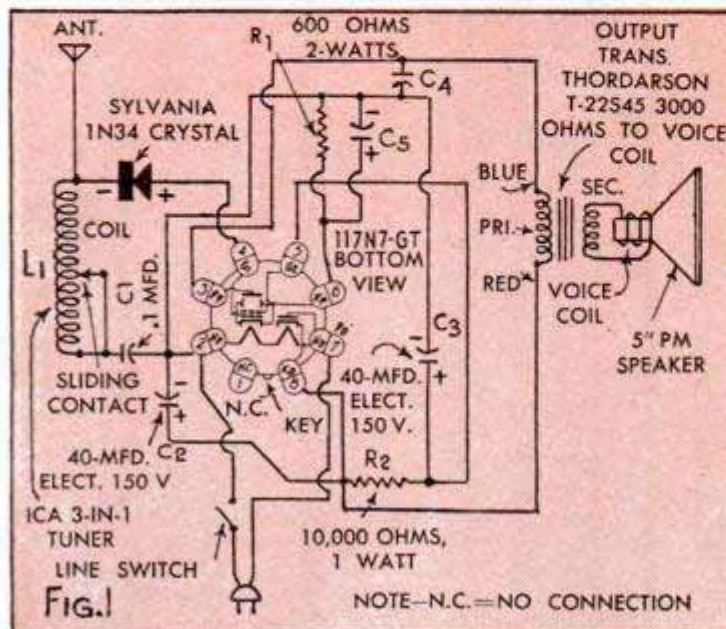 ANT.
600 OHMS
2-WATTS
R1
C4
OUTPUT
TRANS.
THORDARSON
T-22S45 3000
OHMS TO VOICE
COIL
SYLVANIA
1N34 CRYSTAL
- +
-
C5
+
BLUE
SEC.
COIL
L1
C1
.1 MFD.
117N7-GT
BOTTOM
VIEW
PRI.
RED
VOICE
COIL
5" PM
SPEAKER
-
C3
+
SLIDING
CONTACT
N.C.
KEY
40-MFD.
ELECT.
150 V.
-
+
C2
40-MFD.
ELECT. 150 V
R2
ICA 3-IN-1
TUNER
10,000 OHMS,
1 WATT
LINE SWITCH
FIG.1
NOTE—N.C.=NO CONNECTION